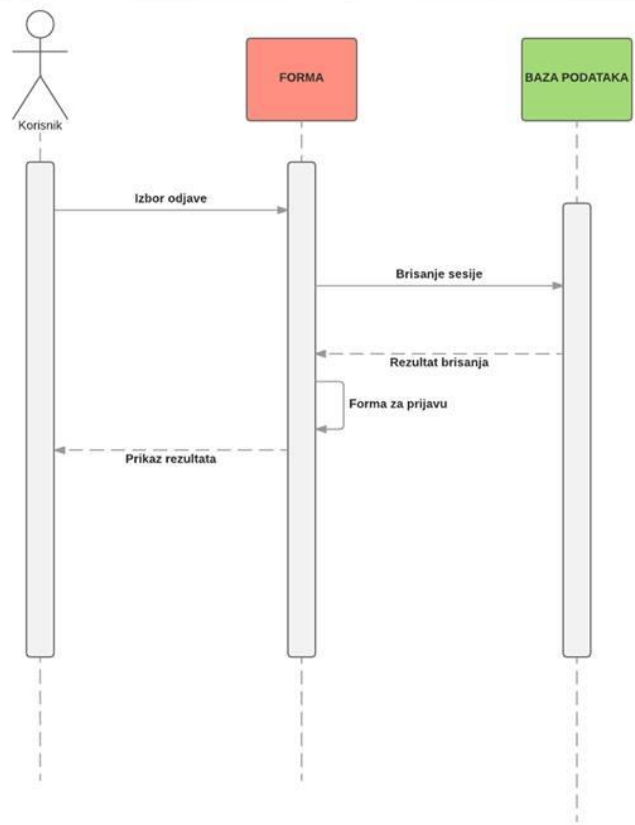 FORMA
BAZA PODATAKA
Korisnik
Izbor odjave
Brisanje sesije
Rezultat brisanja
Forma za prijavu
Prikaz rezultata